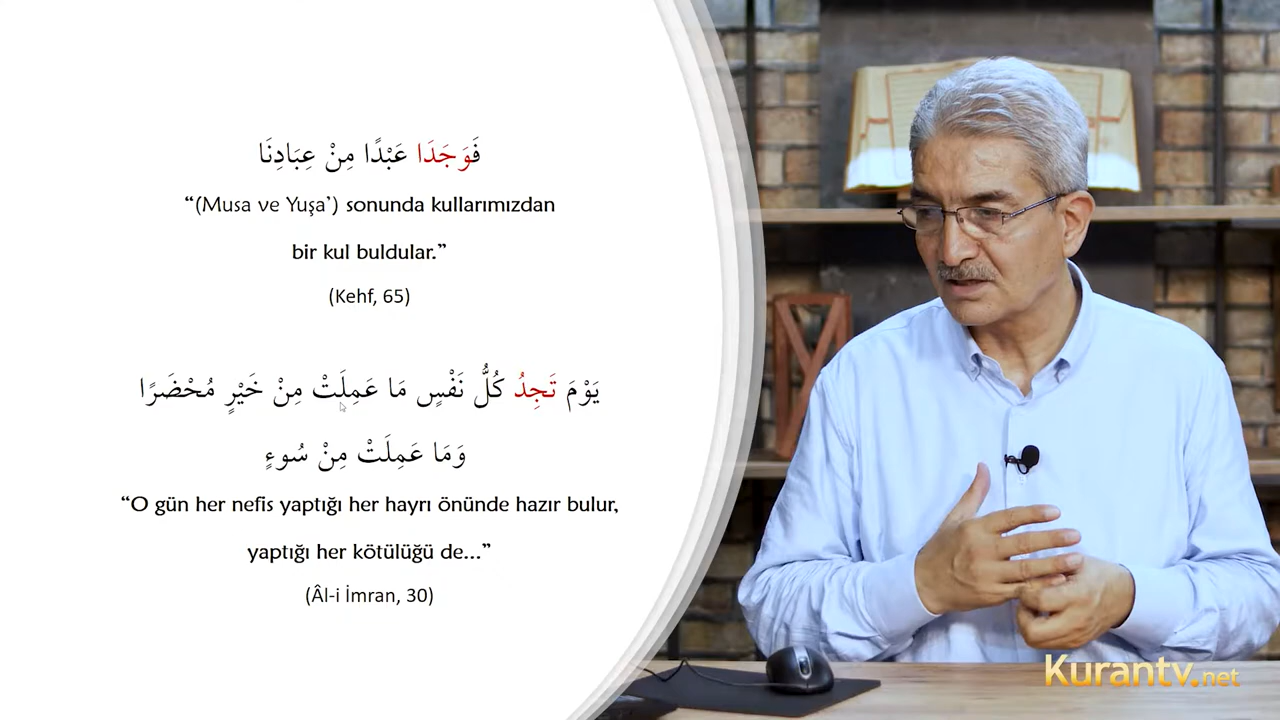 فَوَجَدَا عَبْدًا مِنْ عِبَادِنَا
“(Musa ve Yuşa’) sonunda kullarımızdan
bir kul buldular.”
(Kehf, 65)
يَوْمَ تَجِدُ كُلُّ نَفْسٍ مَا عَمِلَتْ مِنْ خَيْرٍ مُحْضَرًا
وَمَا عَمِلَتْ مِنْ سُوءٍ
“O gün her nefis yaptığı her hayrı önünde hazır bulur,
yaptığı her kötülüğü de...”
(Âl-i İmran, 30)
Kurantv.net